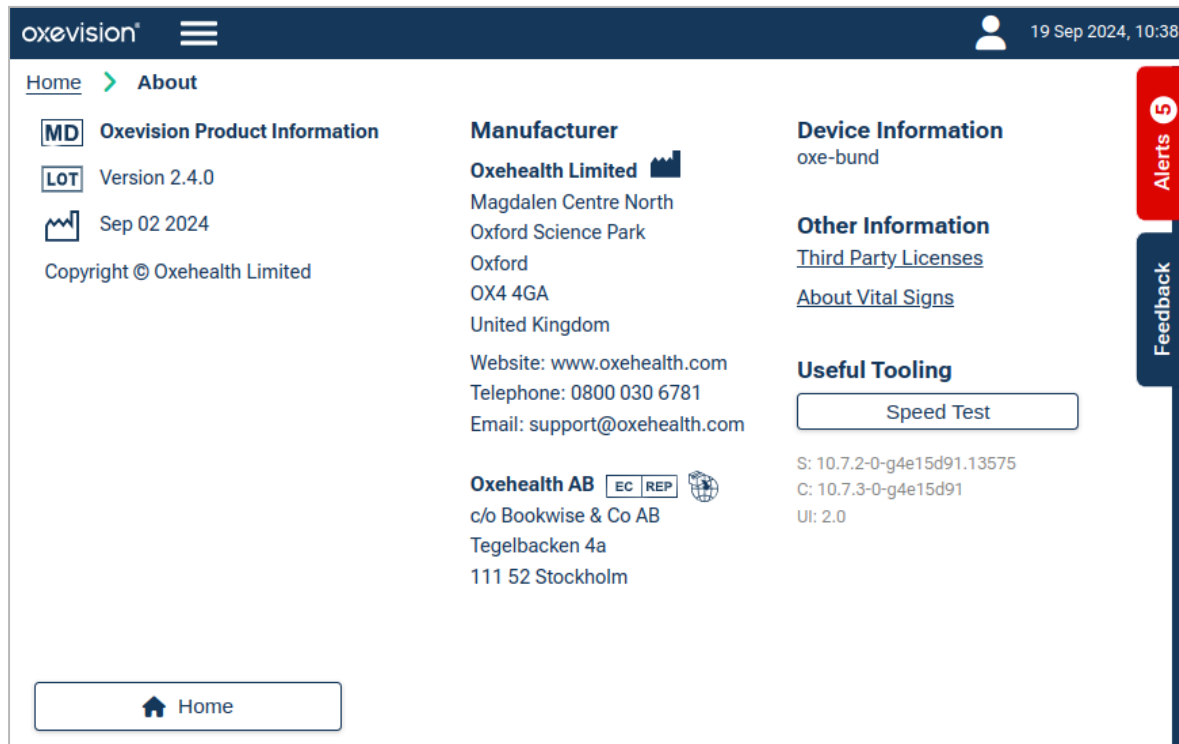 oxevision®
19 Sep 2024, 10:38
Home > About
MD Oxevision Product Information
LOT Version 2.4.0
Sep 02 2024
Copyright © Oxehealth Limited
Manufacturer
Oxehealth Limited
Magdalen Centre North
Oxford Science Park
Oxford
OX4 4GA
United Kingdom
Website: www.oxehealth.com
Telephone: 0800 030 6781
Email: support@oxehealth.com
Oxehealth AB EC REP
c/o Bookwise & Co AB
Tegelbacken 4a
111 52 Stockholm
Device Information
oxe-bund
Other Information
Third Party Licenses
About Vital Signs
Useful Tooling
Speed Test
S: 10.7.2-0-g4e15d91.13575
C: 10.7.3-0-g4e15d91
UI: 2.0
Alerts 5
Feedback
Home